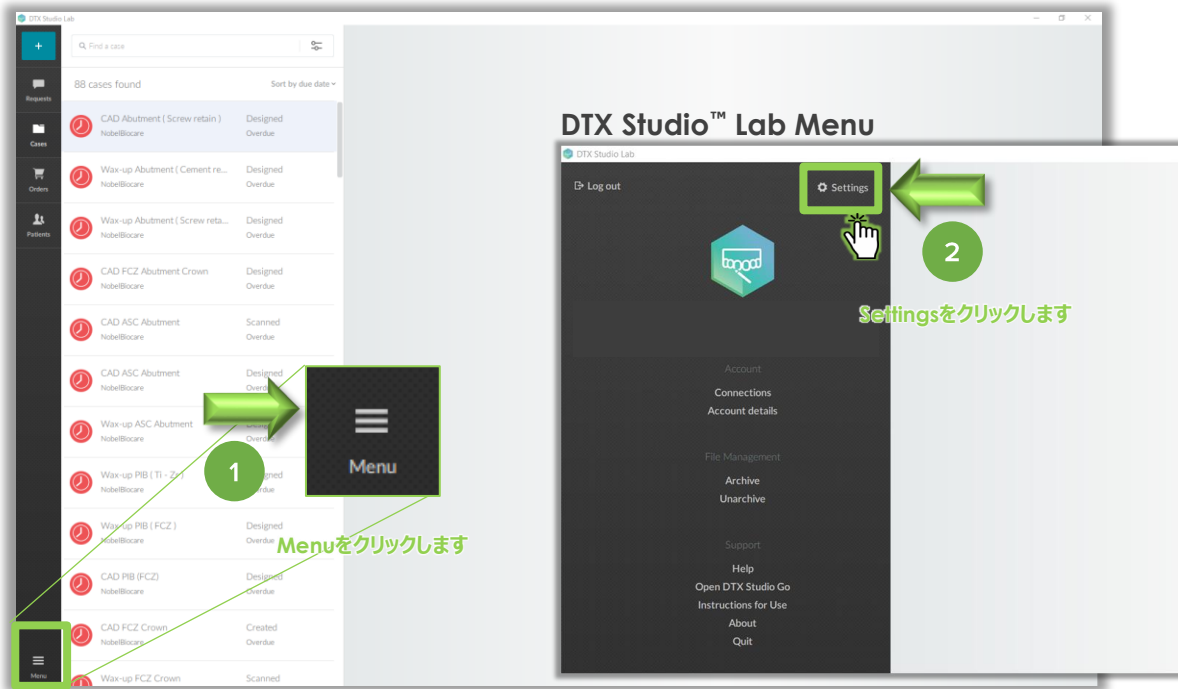 DTX Studio Lab
+
Find a case
88 cases found
Sort by due date
Requests
Cases
Orders
Patients
CAD Abutment ( Screw retain )
Designed
NobelBiocare
Overdue
Wax-up Abutment ( Cement re...
Designed
NobelBiocare
Overdue
Wax-up Abutment ( Screw reta...
Designed
NobelBiocare
Overdue
CAD FCZ Abutment Crown
Designed
NobelBiocare
Overdue
CAD ASC Abutment
Scanned
NobelBiocare
Overdue
CAD ASC Abutment
Designed
NobelBiocare
Wax-up ASC Abutment
NobelBiocare
Wax-up PIB ( Ti - Zr )
NobelBiocare
Wax-up PIB ( FCZ )
Designed
NobelBiocare
Overdue
CAD PIB (FCZ)
Designed
NobelBiocare
Overdue
CAD FCZ Crown
Created
NobelBiocare
Overdue
Wax-up FCZ Crown
Scanned
Menu
1
Menu
Menuをクリックします
DTX Studio™ Lab Menu
DTX Studio Lab
Log out
Settings
2
Settingsをクリックします
Account
Connections
Account details
File Management
Archive
Unarchive
Support
Help
Open DTX Studio Go
Instructions for Use
About
Quit